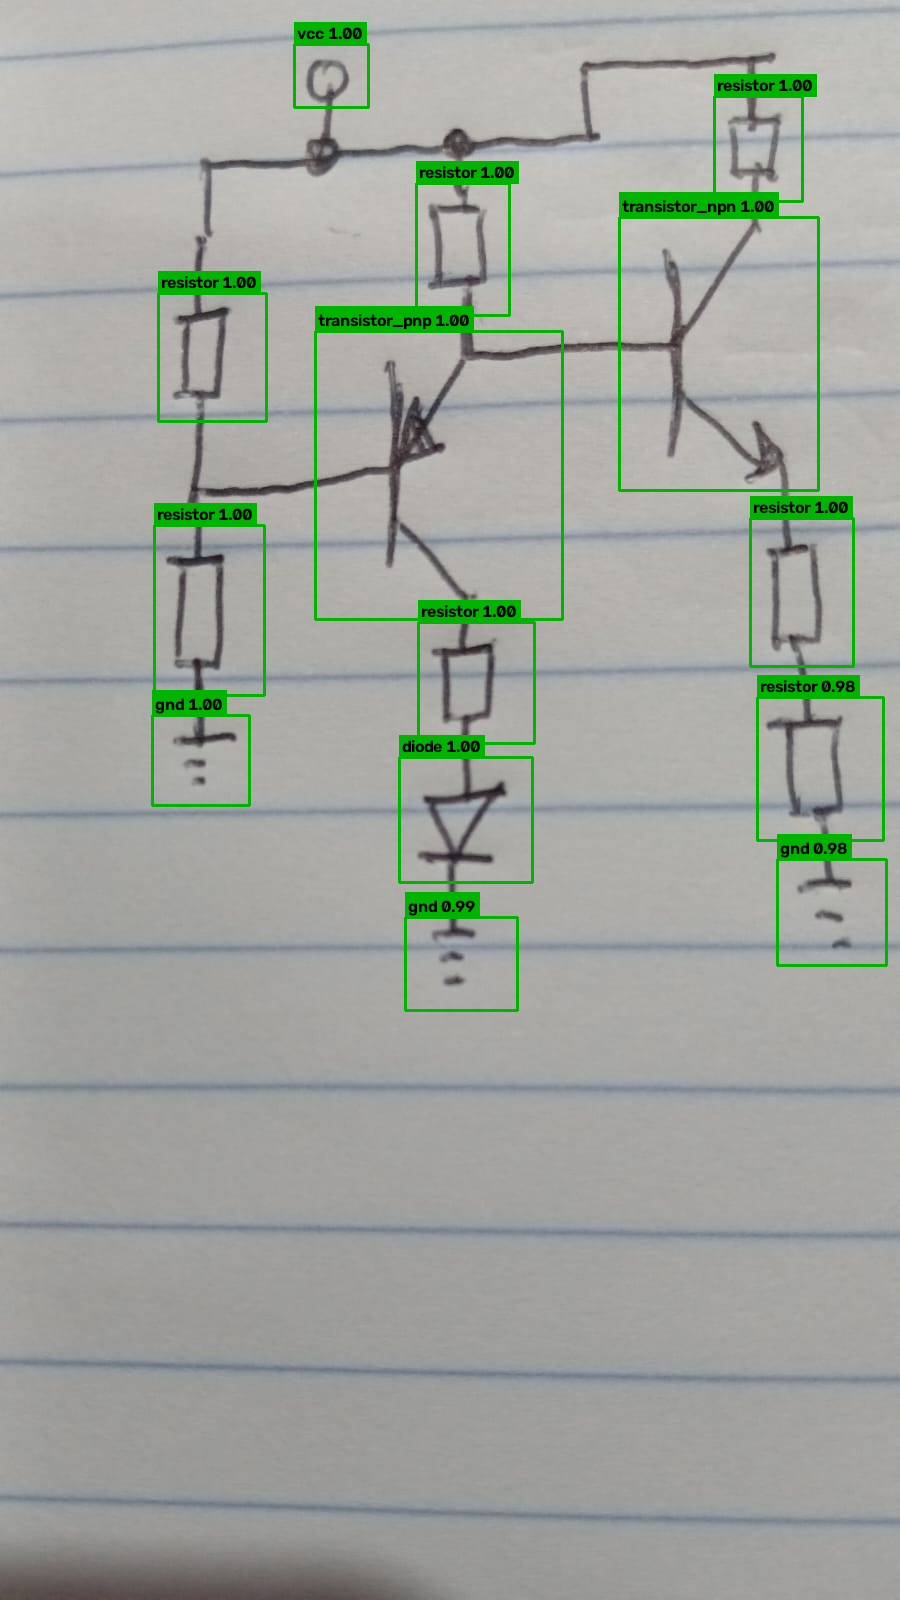 vcc 1.00
resistor 1.00
resistor 1.00
transistor_npn 1.00
resistor 1.00
transistor_pnp 1.00
resistor 1.00
resistor 1.00
resistor 1.00
resistor 0.98
gnd 1.00
diode 1.00
gnd 0.98
gnd 0.99